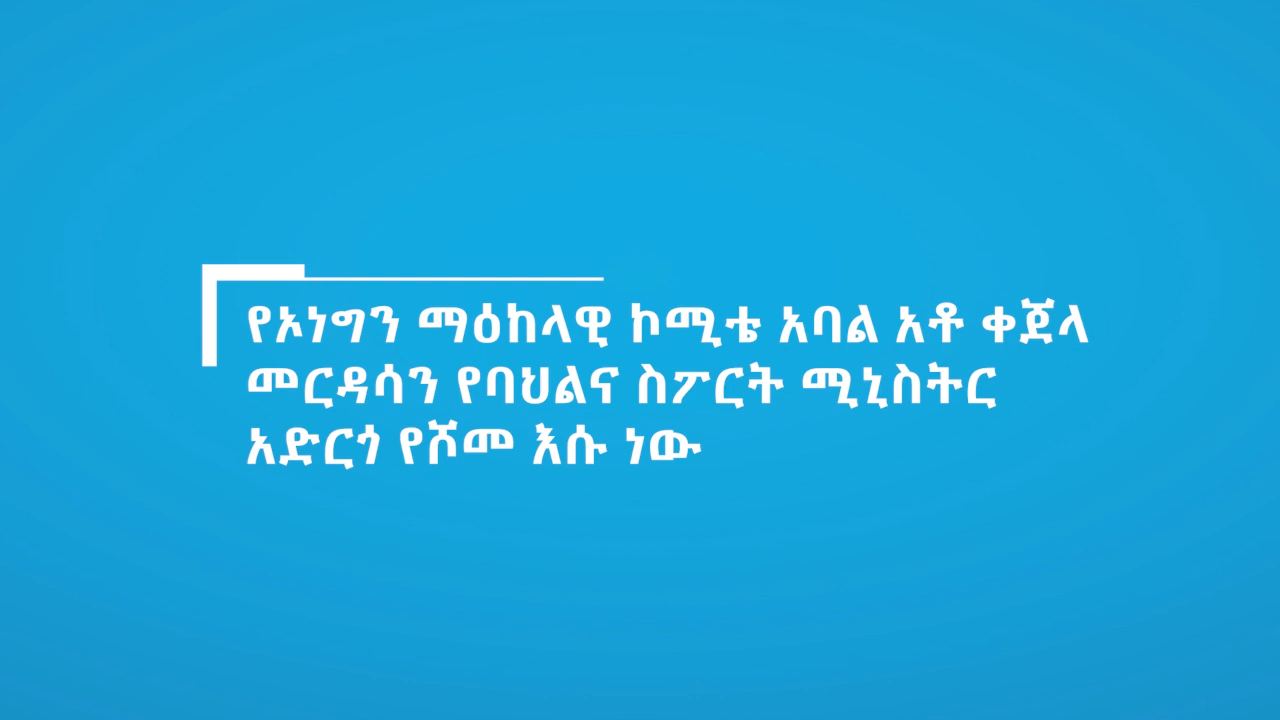 የኦነግን ማዕከላዊ ኮሚቴ አባል አቶ ቀጀላ
መርዳሳን የባህልና ስፖርት ሚኒስትር
አድርጎ የሾመ እሱ ነው